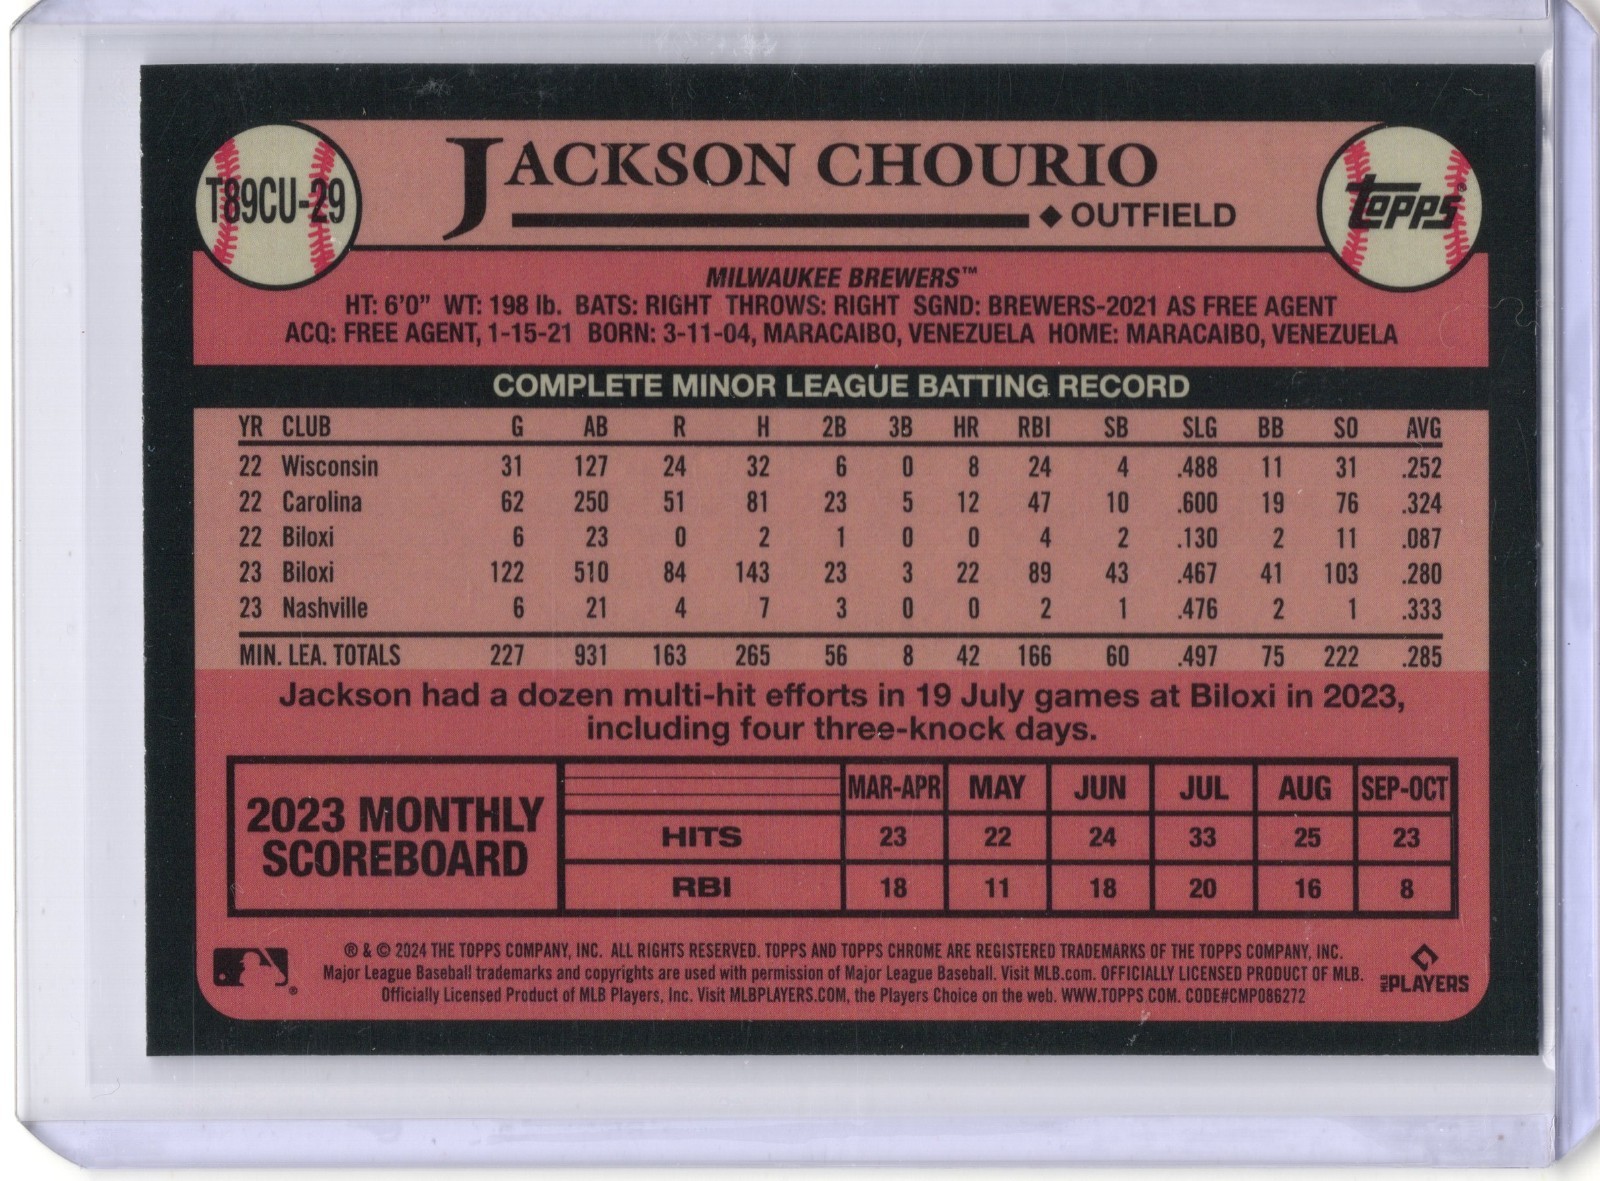 T89CU-29
JACKSON CHOURIO
◆ OUTFIELD
topps®
MILWAUKEE BREWERS™
HT: 6'0" WT: 198 lb. BATS: RIGHT THROWS: RIGHT SGND: BREWERS-2021 AS FREE AGENT
ACQ: FREE AGENT, 1-15-21 BORN: 3-11-04, MARACAIBO, VENEZUELA HOME: MARACAIBO, VENEZUELA
COMPLETE MINOR LEAGUE BATTING RECORD
YR CLUB G AB R H 2B 3B HR RBI SB SLG BB SO AVG
22 Wisconsin 31 127 24 32 6 0 8 24 4 .488 11 31 .252
22 Carolina 62 250 51 81 23 5 12 47 10 .600 19 76 .324
22 Biloxi 6 23 0 2 1 0 0 4 2 .130 2 11 .087
23 Biloxi 122 510 84 143 23 3 22 89 43 .467 41 103 .280
23 Nashville 6 21 4 7 3 0 0 2 1 .476 2 1 .333
MIN. LEA. TOTALS 227 931 163 265 56 8 42 166 60 .497 75 222 .285
Jackson had a dozen multi-hit efforts in 19 July games at Biloxi in 2023,
including four three-knock days.
2023 MONTHLY
SCOREBOARD
MAR-APR MAY JUN JUL AUG SEP-OCT
HITS 23 22 24 33 25 23
RBI 18 11 18 20 16 8
® & © 2024 THE TOPPS COMPANY, INC. ALL RIGHTS RESERVED. TOPPS AND TOPPS CHROME ARE REGISTERED TRADEMARKS OF THE TOPPS COMPANY, INC.
Major League Baseball trademarks and copyrights are used with permission of Major League Baseball. Visit MLB.com. OFFICIALLY LICENSED PRODUCT OF MLB.
Officially Licensed Product of MLB Players, Inc. Visit MLBPLAYERS.COM, the Players Choice on the web. WWW.TOPPS.COM. CODE#CMP086272
®
MLB PLAYERS